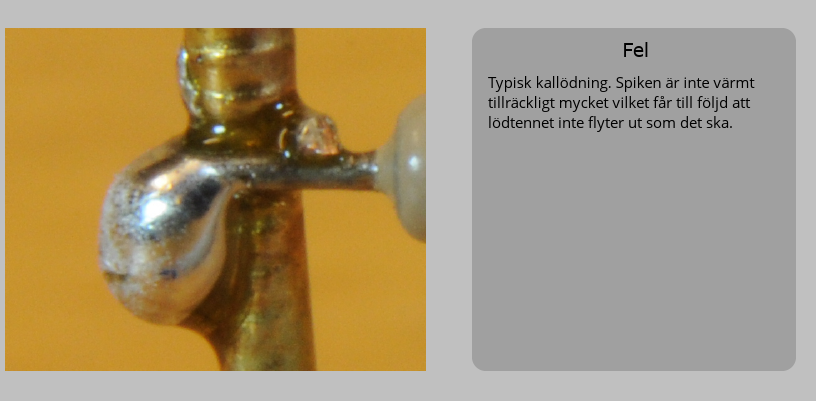 Fel
Typisk kallödning. Spiken är inte värmt
tillräckligt mycket vilket får till följd att
lödtennet inte flyter ut som det ska.